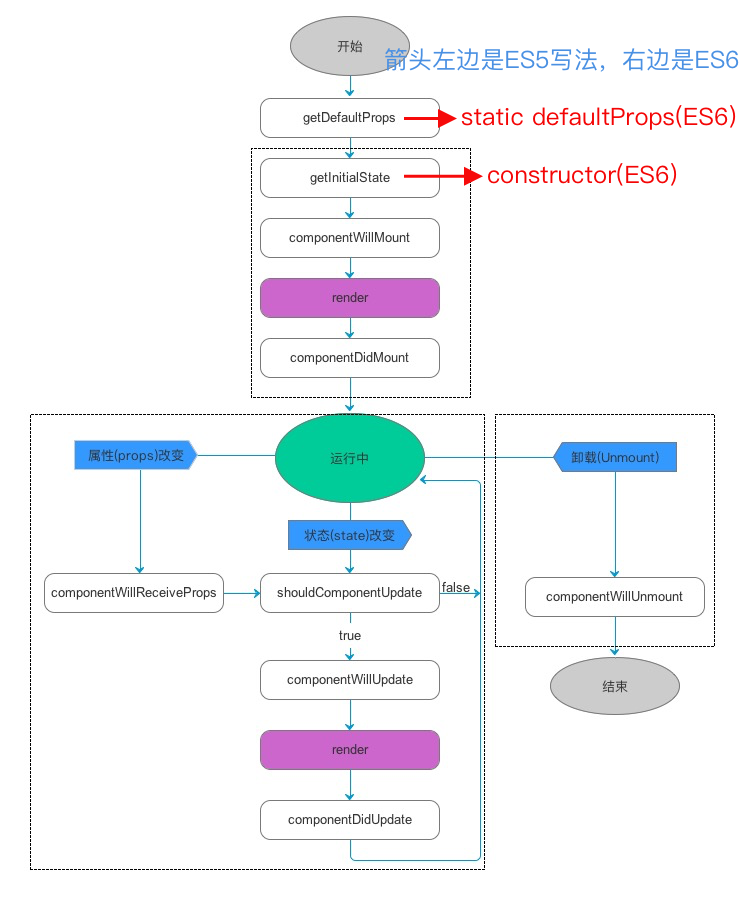 开始
箭头左边是ES5写法，右边是ES6
getDefaultProps
static defaultProps(ES6)
getInitialState
constructor(ES6)
componentWillMount
render
componentDidMount
属性(props)改变
运行中
卸载(Unmount)
状态(state)改变
componentWillReceiveProps
shouldComponentUpdate
false
componentWillUnmount
true
componentWillUpdate
结束
render
componentDidUpdate